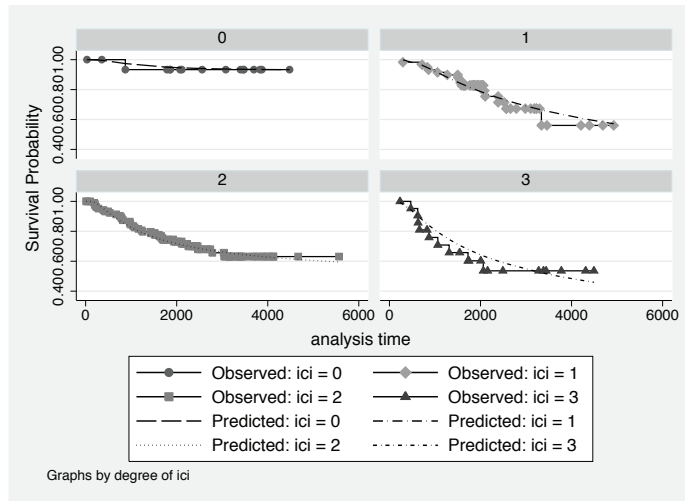 0
1
Survival Probability
0.40
0.60
0.80
1.00
2
3
0.40
0.60
0.80
1.00
0 2000 4000 6000
0 2000 4000 6000
analysis time
Observed: ici = 0 Observed: ici = 1
Observed: ici = 2 Observed: ici = 3
Predicted: ici = 0 Predicted: ici = 1
Predicted: ici = 2 Predicted: ici = 3
Graphs by degree of ici